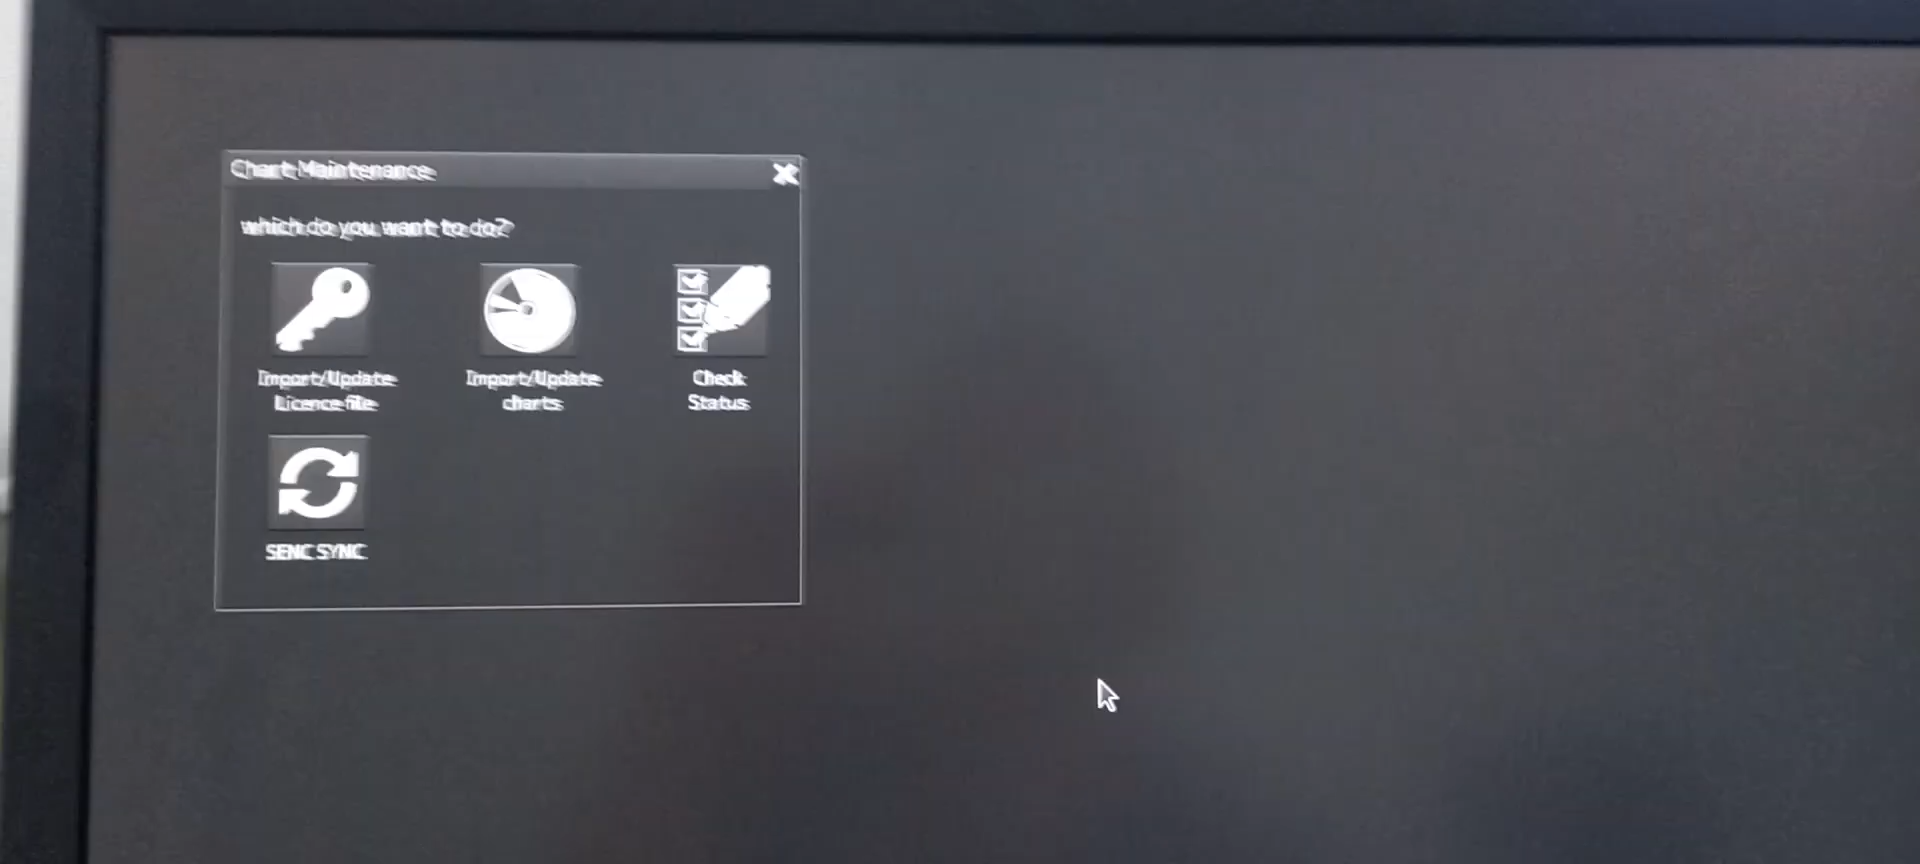 Chart Maintenance
which do you want to do?
Import/Update
Licence file
Import/Update
charts
Check
Status
SENC SYNC